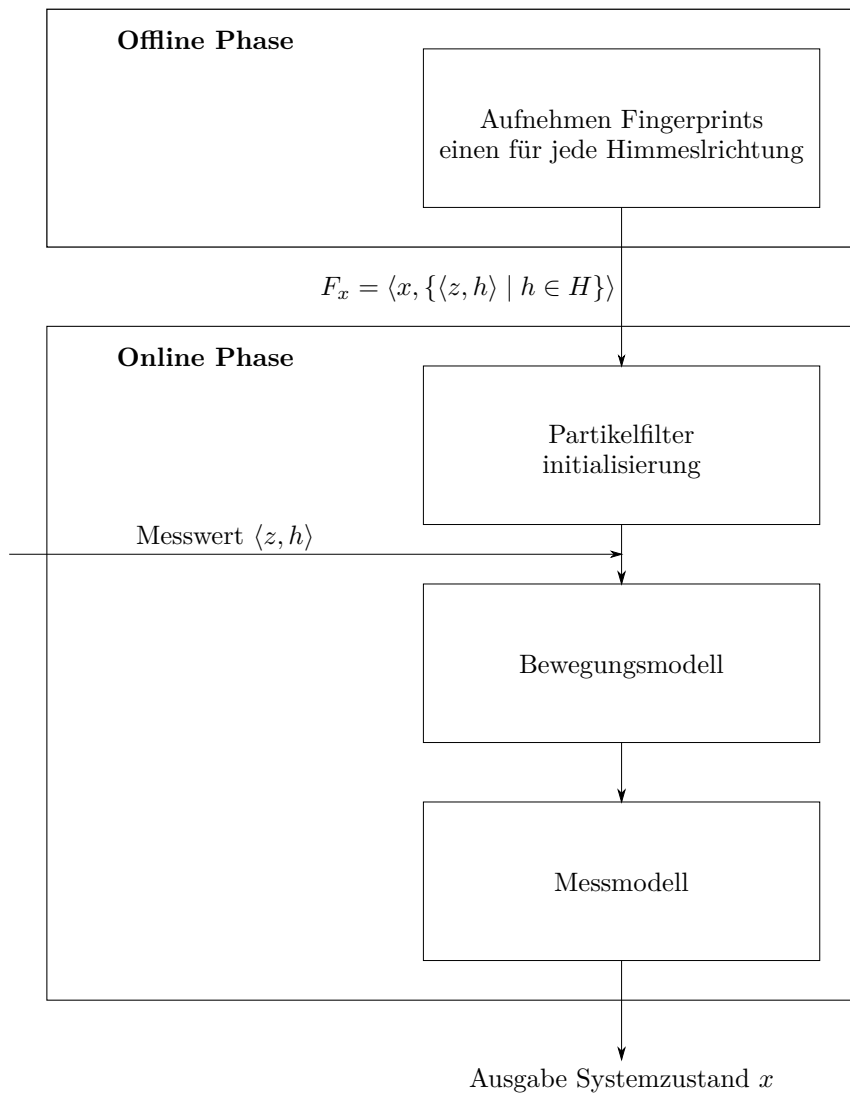 Offline Phase
Aufnehmen Fingerprints
einen für jede Himmeslrichtung
F_x = ⟨x, {⟨z, h⟩ | h ∈ H}⟩
Online Phase
Partikelfilter
initialisierung
Messwert ⟨z, h⟩
Bewegungsmodell
Messmodell
Ausgabe Systemzustand x